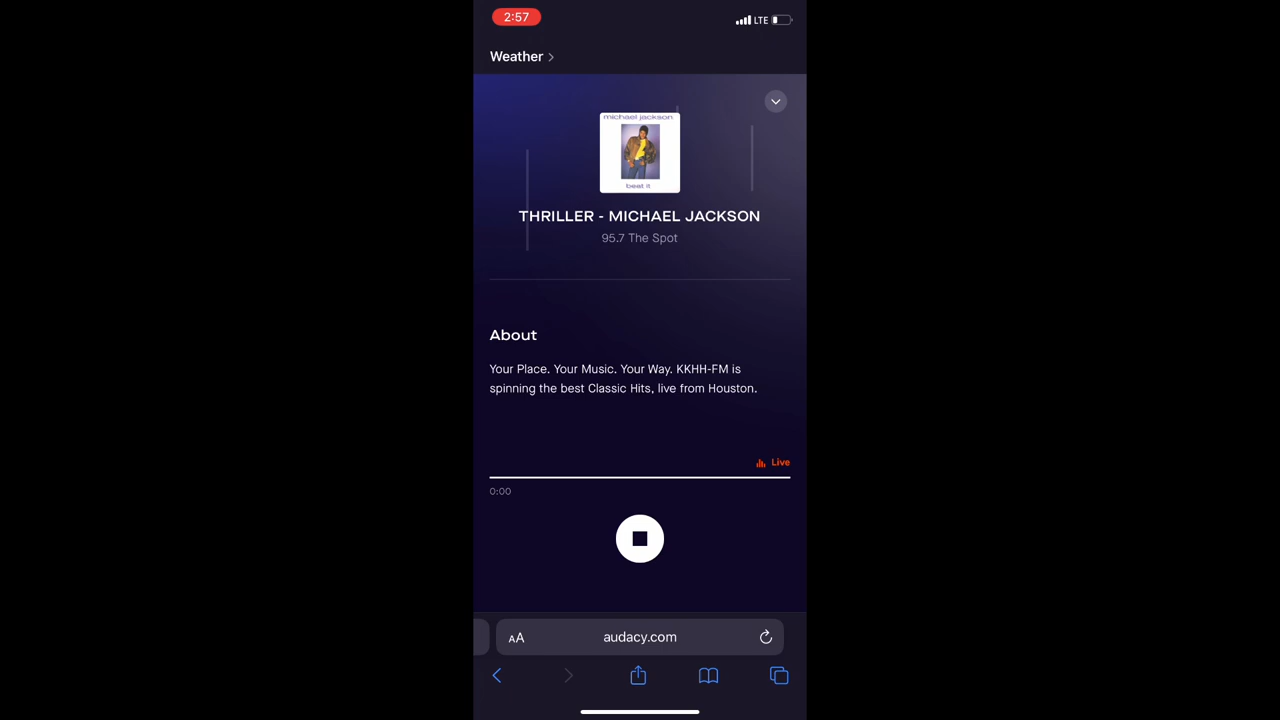 2:57
LTE
Weather
michael jackson
beat it
THRILLER - MICHAEL JACKSON
95.7 The Spot
About
Your Place. Your Music. Your Way. KKHH-FM is
spinning the best Classic Hits, live from Houston.
Live
0:00
AA
audacy.com